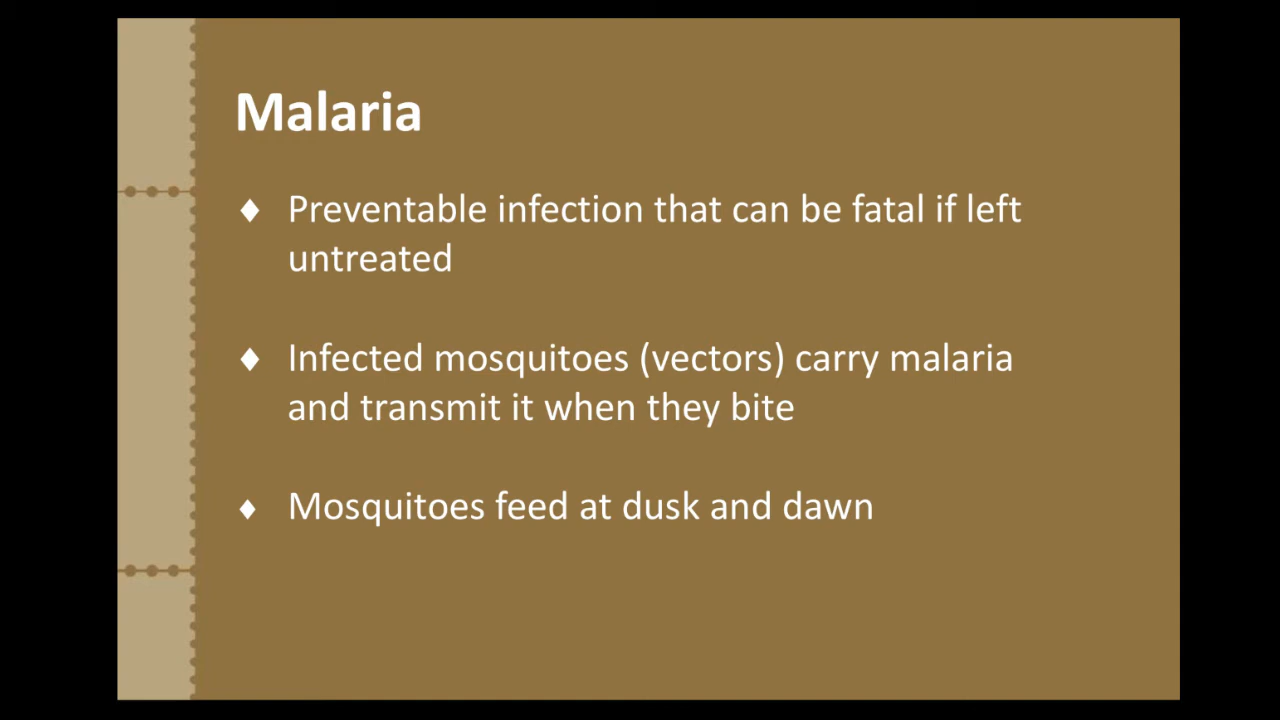 Malaria
♦ Preventable infection that can be fatal if left
untreated
♦ Infected mosquitoes (vectors) carry malaria
and transmit it when they bite
♦ Mosquitoes feed at dusk and dawn